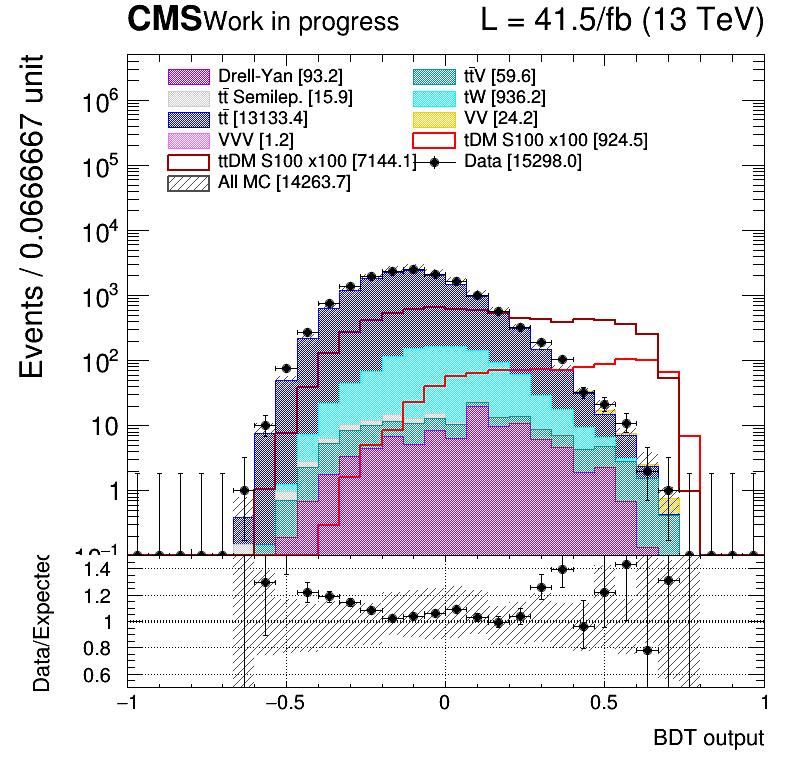 CMS Work in progress L = 41.5/fb (13 TeV)
Events / 0.0666667 unit
Drell-Yan [93.2] tt̄V [59.6]
tt̄ Semilep. [15.9] tW [936.2]
tt̄ [13133.4] VV [24.2]
VVV [1.2] tDM S100 x100 [924.5]
ttDM S100 x100 [7144.1] Data [15298.0]
All MC [14263.7]
10⁶
10⁵
10⁴
10³
10²
10
1
10⁻¹
Data/Expected
1.4
1.2
1
0.8
0.6
−1 −0.5 0 0.5 1
BDT output